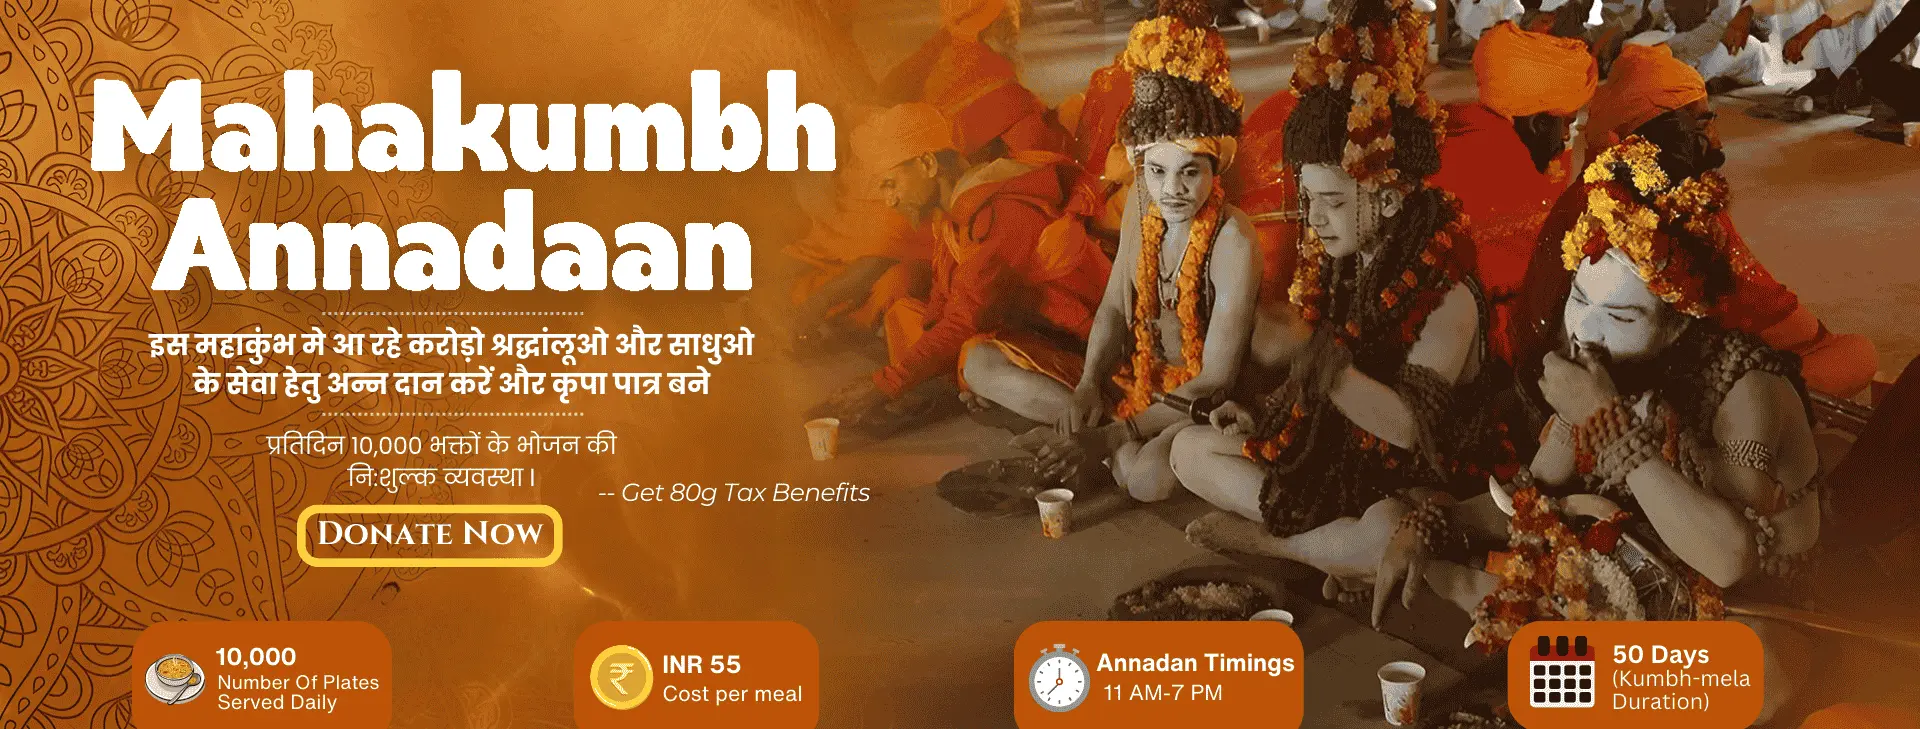 Mahakumbh
Annadaan
इस महाकुंभ मे आ रहे करोड़ो श्रद्धांलूओ और साधुओ
के सेवा हेतु अन्न दान करें और कृपा पात्र बने
प्रतिदिन 10,000 भक्तों के भोजन की
नि:शुल्क व्यवस्था ।
-- Get 80g Tax Benefits
Donate Now
10,000
Number Of Plates
Served Daily
INR 55
Cost per meal
Annadan Timings
11 AM-7 PM
50 Days
(Kumbh-mela
Duration)